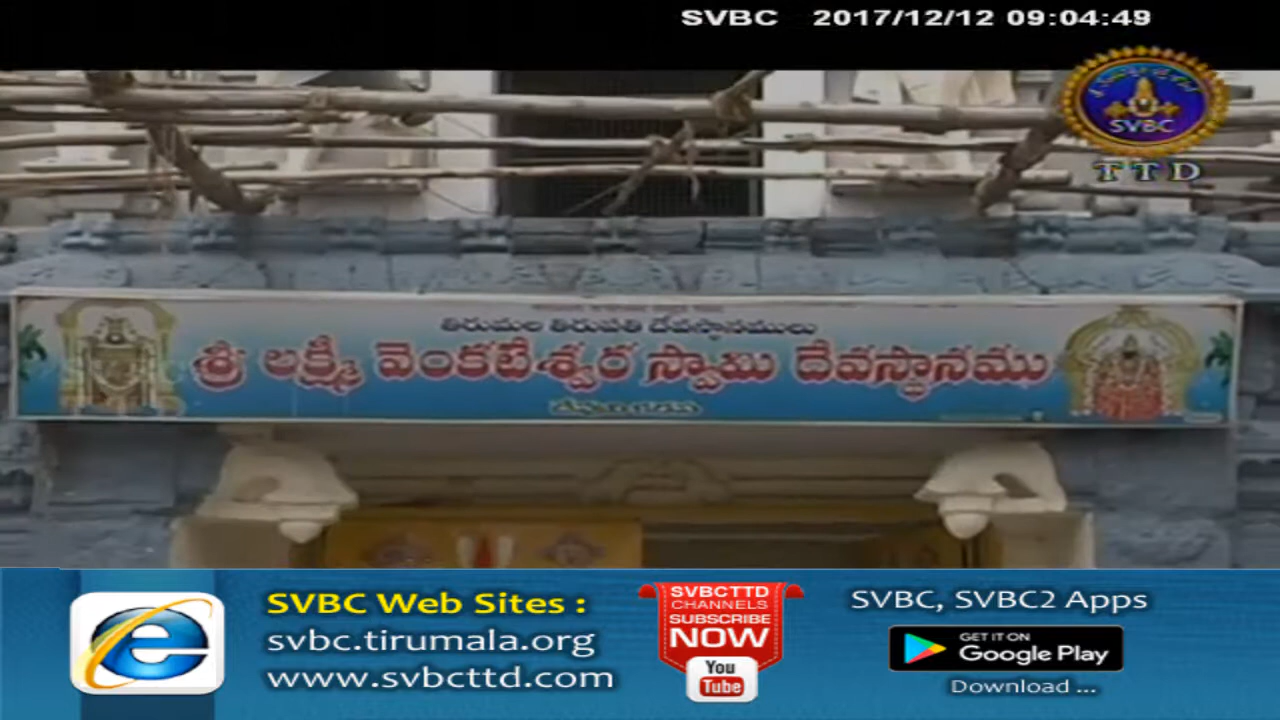 SVBC 2017/12/12 09:04:49
SVBC
TTD
తిరుమల తిరుపతి దేవస్థానములు
శ్రీ లక్ష్మీ వెంకటేశ్వర స్వామి దేవస్థానము
SVBC Web Sites :
svbc.tirumala.org
www.svbcttd.com
SVBCTTD
CHANNELS
SUBSCRIBE
NOW
You
Tube
SVBC, SVBC2 Apps
GET IT ON
Google Play
Download ...